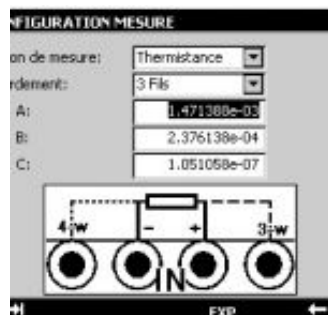 NFIGURATION MESURE
on de mesure: Thermistance
rdement: 3 Fils
A: 1.471388e-03
B: 2.376138e-04
C: 1.051058e-07
4-w - + 3-w
IN
EXP